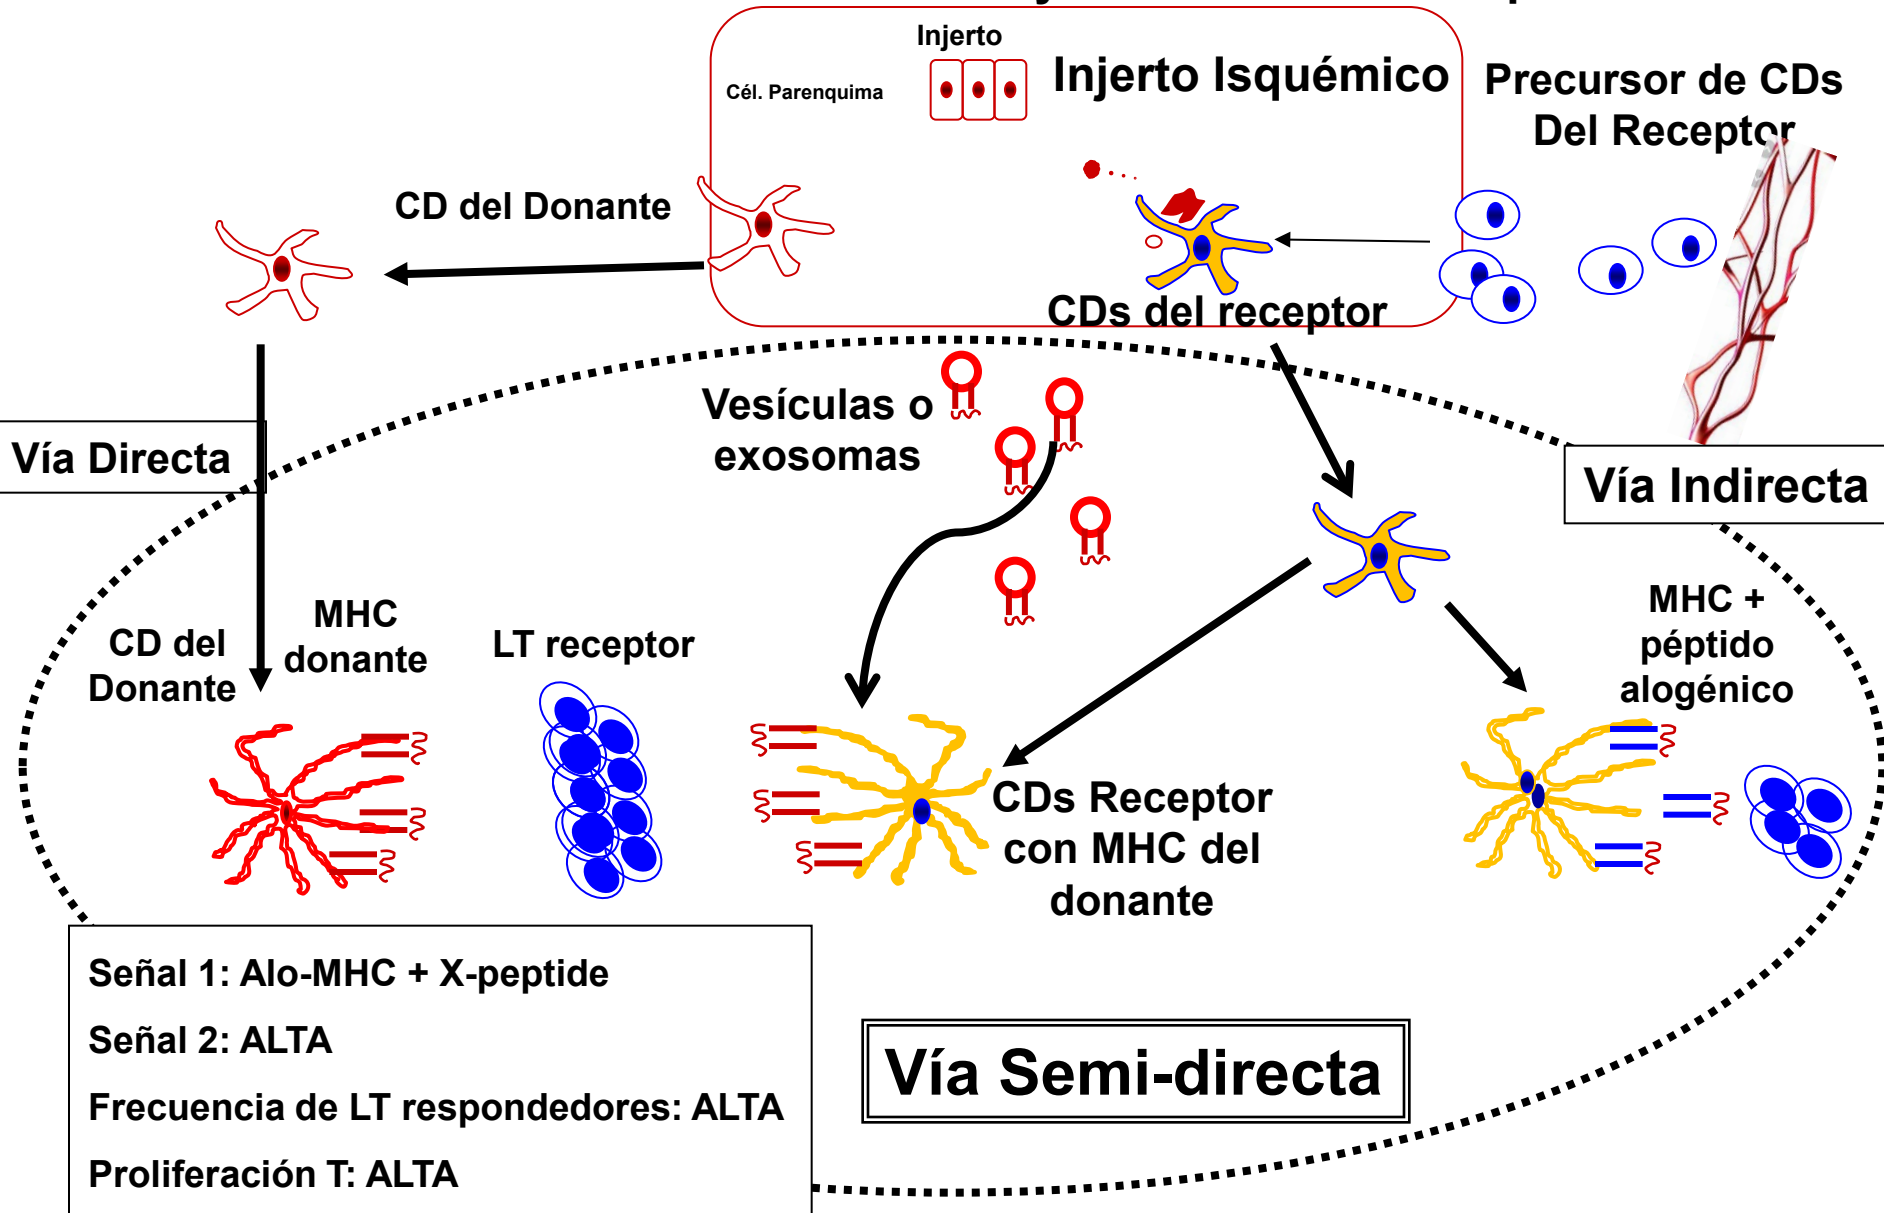 Injerto
Injerto Isquémico
Cél. Parenquima
Precursor de CDs
Del Receptor
CD del Donante
CDs del receptor
Vesículas o
exosomas
Vía Directa
Vía Indirecta
MHC
donante
CD del
Donante
LT receptor
MHC +
péptido
alogénico
CDs Receptor
con MHC del
donante
Señal 1: Alo-MHC + X-peptide
Señal 2: ALTA
Frecuencia de LT respondedores: ALTA
Proliferación T: ALTA
Vía Semi-directa